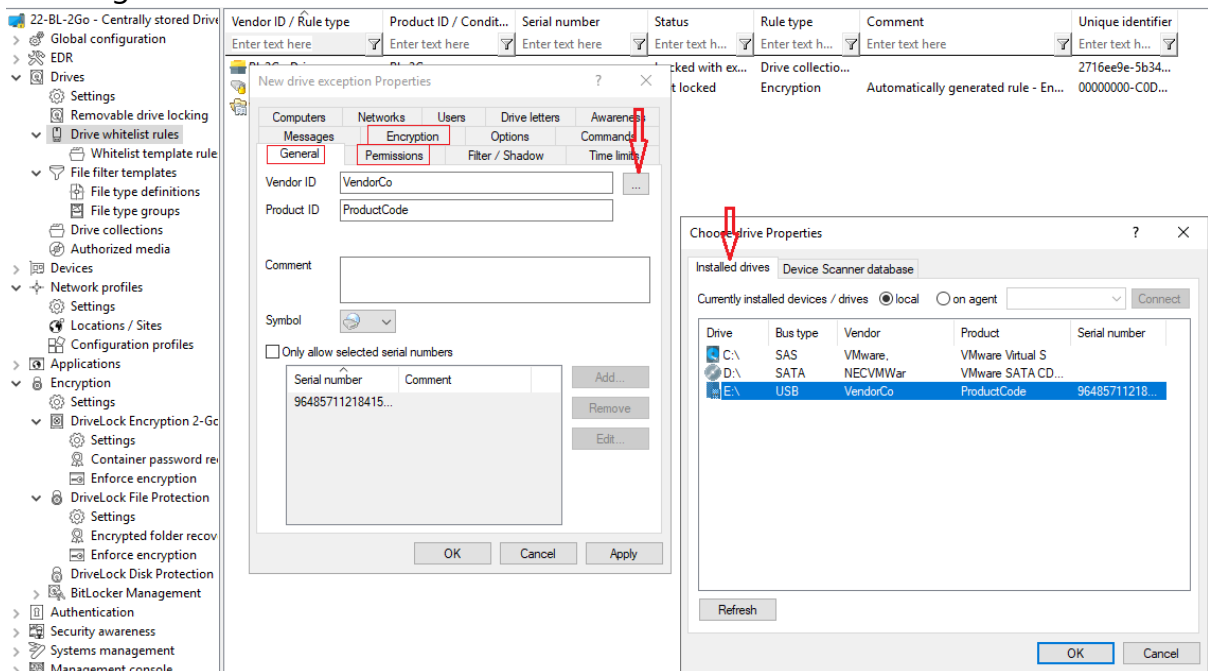 22-BL-2Go - Centrally stored Drive
Global configuration
EDR
Drives
Settings
Removable drive locking
Drive whitelist rules
Whitelist template rule
File filter templates
File type definitions
File type groups
Drive collections
Authorized media
Devices
Network profiles
Settings
Locations / Sites
Configuration profiles
Applications
Encryption
Settings
DriveLock Encryption 2-Go
Settings
Container password re
Enforce encryption
DriveLock File Protection
Settings
Encrypted folder recov
Enforce encryption
DriveLock Disk Protection
BitLocker Management
Authentication
Security awareness
Systems management
Management console
Vendor ID / Rule type Product ID / Condit... Serial number Status Rule type Comment Unique identifier
Enter text here Enter text here Enter text here Enter text h... Enter text h... Enter text here Enter text h...
cked with ex... Drive collectio... 2716ee9e-5b34...
t locked Encryption Automatically generated rule - En... 00000000-C0D...
New drive exception Properties ? ×
Computers Networks Users Drive letters Awareness
Messages Encryption Options Commands
General Permissions Filter / Shadow Time limits
Vendor ID VendorCo ...
Product ID ProductCode
Comment
Symbol
Only allow selected serial numbers
Serial number Comment Add...
96485711218415... Remove
Edit...
OK Cancel Apply
Choose drive Properties ? ×
Installed drives Device Scanner database
Currently installed devices / drives local on agent Connect
Drive Bus type Vendor Product Serial number
C:\ SAS VMware, VMware Virtual S
D:\ SATA NECVMWar VMware SATA CD...
E:\ USB VendorCo ProductCode 96485711218...
Refresh
OK Cancel